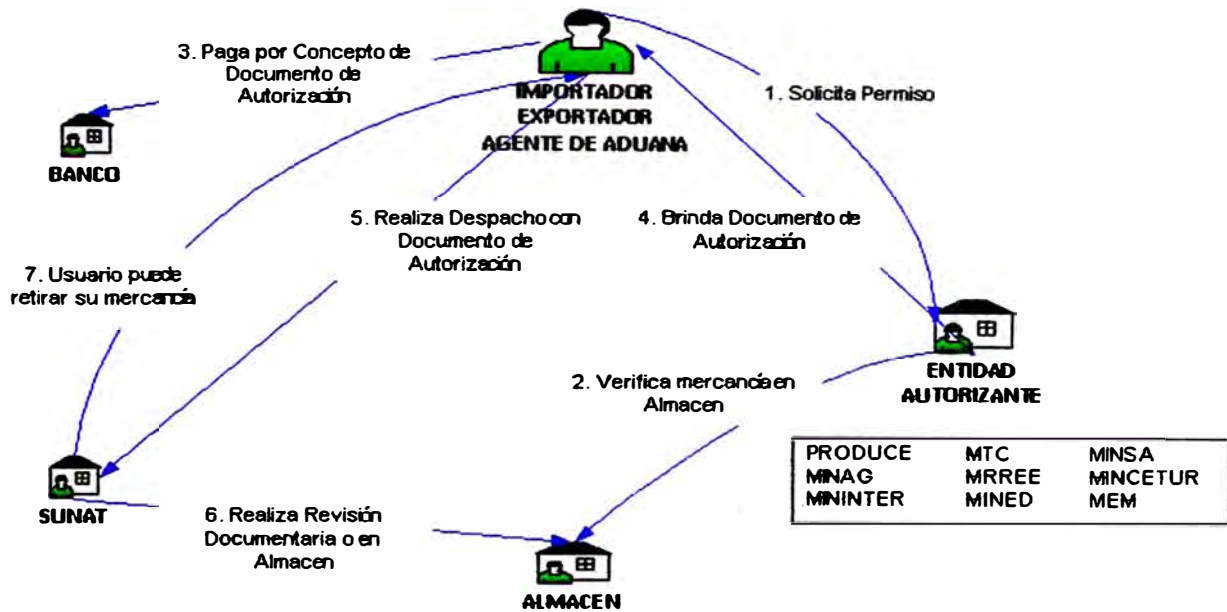 3. Paga por Concepto de
Documento de
Autorización
IMPORTADOR
EXPORTADOR
AGENTE DE ADUANA
1. Solicita Permiso
BANCO
5. Realiza Despacho con
Documento de
Autorización
4. Brinda Documento de
Autorización
7. Usuario puede
retirar su mercancía
ENTIDAD
AUTORIZANTE
2. Verifica mercancía en
Almacen
PRODUCE MTC MINSA
MINAG MRREE MINCETUR
MININTER MINED MEM
SUNAT
6. Realiza Revisión
Documentaria o en
Almacen
ALMACEN